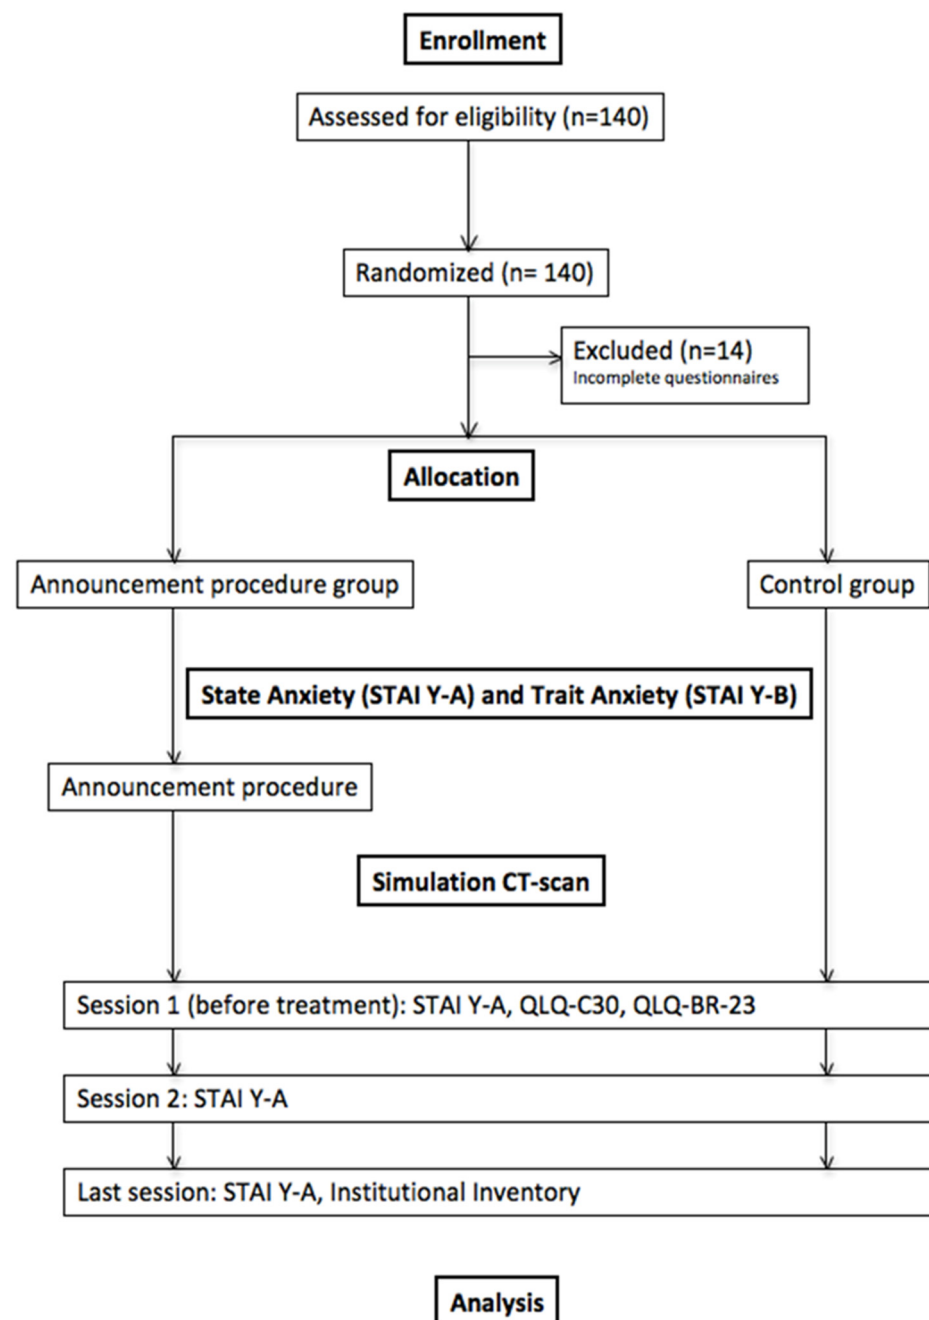 Enrollment
Assessed for eligibility (n=140)
Randomized (n= 140)
Excluded (n=14)
Incomplete questionnaires
Allocation
Announcement procedure group
Control group
State Anxiety (STAI Y-A) and Trait Anxiety (STAI Y-B)
Announcement procedure
Simulation CT-scan
Session 1 (before treatment): STAI Y-A, QLQ-C30, QLQ-BR-23
Session 2: STAI Y-A
Last session: STAI Y-A, Institutional Inventory
Analysis